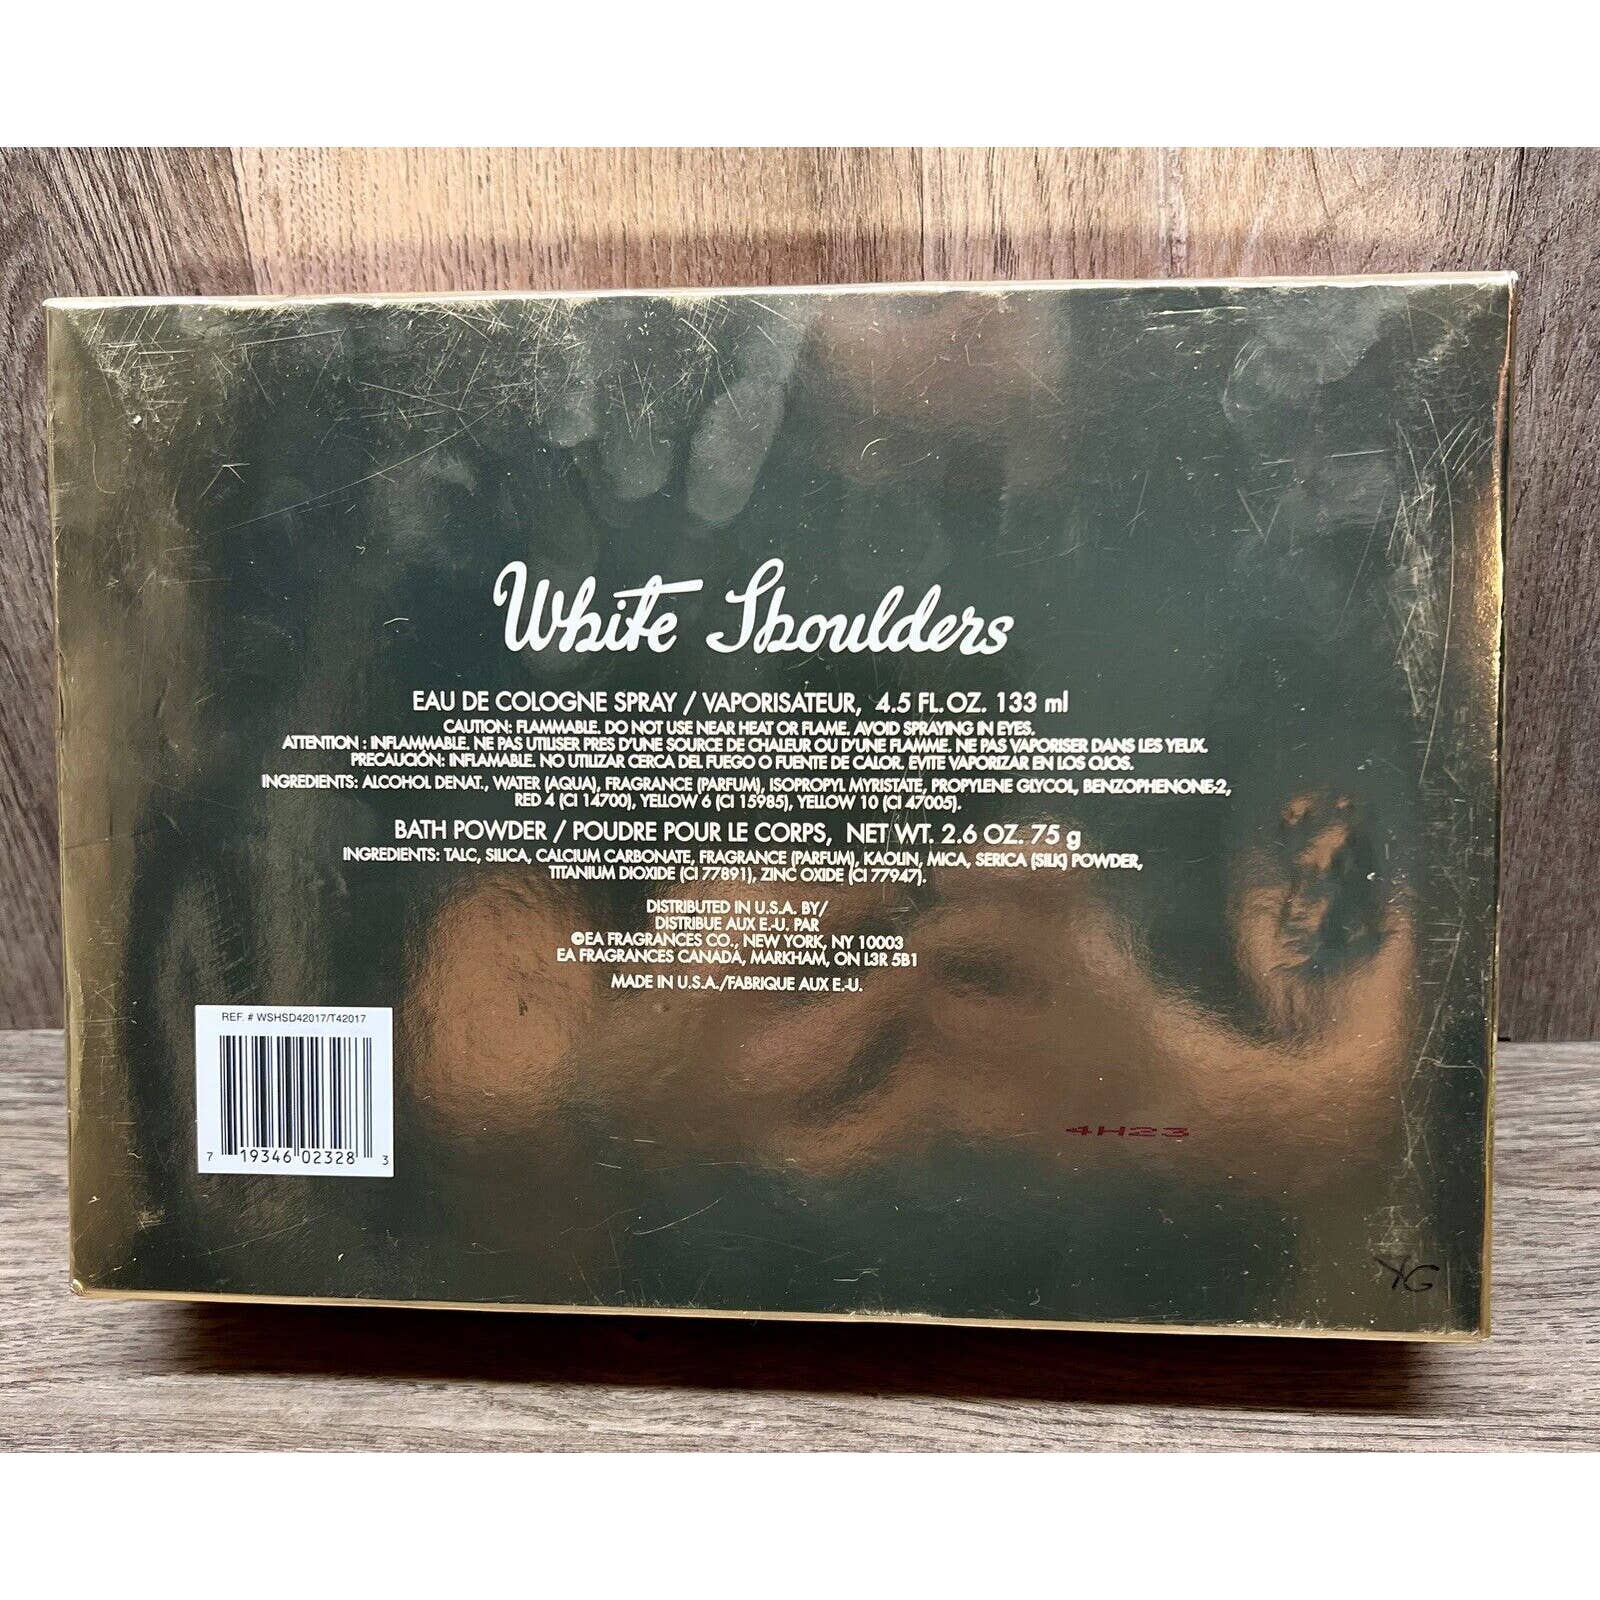 White Shoulders
EAU DE COLOGNE SPRAY / VAPORISATEUR, 4.5 FL. OZ. 133 ml
CAUTION: FLAMMABLE. DO NOT USE NEAR HEAT OR FLAME. AVOID SPRAYING IN EYES.
ATTENTION : INFLAMMABLE. NE PAS UTILISER PRES D'UNE SOURCE DE CHALEUR OU D'UNE FLAMME. NE PAS VAPORISER DANS LES YEUX.
PRECAUCIÓN: INFLAMABLE. NO UTILIZAR CERCA DEL FUEGO O FUENTE DE CALOR. EVITE VAPORIZAR EN LOS OJOS.
INGREDIENTS: ALCOHOL DENAT., WATER (AQUA), FRAGRANCE (PARFUM), ISOPROPYL MYRISTATE, PROPYLENE GLYCOL, BENZOPHENONE-2,
RED 4 (CI 14700), YELLOW 6 (CI 15985), YELLOW 10 (CI 47005).
BATH POWDER / POUDRE POUR LE CORPS, NET WT. 2.6 OZ. 75 g
INGREDIENTS: TALC, SILICA, CALCIUM CARBONATE, FRAGRANCE (PARFUM), KAOLIN, MICA, SERICA (SILK) POWDER,
TITANIUM DIOXIDE (CI 77891), ZINC OXIDE (CI 77947).
DISTRIBUTED IN U.S.A. BY/
DISTRIBUE AUX E.-U. PAR
©EA FRAGRANCES CO., NEW YORK, NY 10003
EA FRAGRANCES CANADA, MARKHAM, ON L3R 5B1
MADE IN U.S.A./FABRIQUE AUX E.-U.
REF. # WSHSD42017/T42017
7 19346 02328 3
4H23
KG